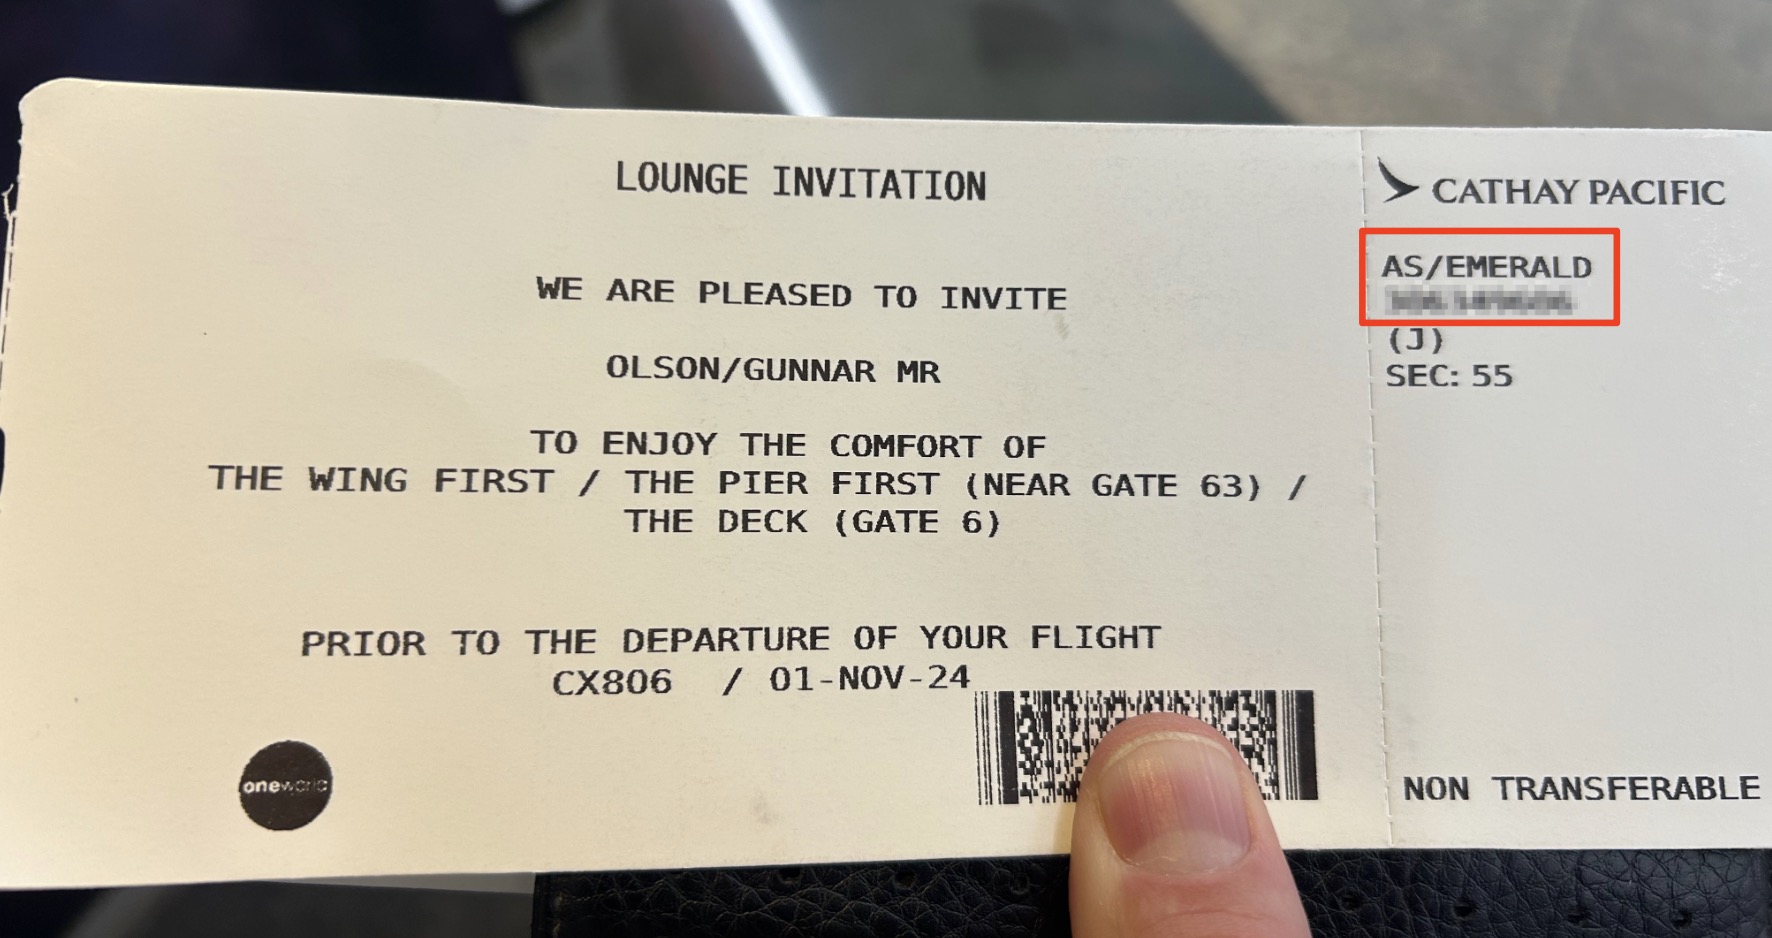 LOUNGE INVITATION
WE ARE PLEASED TO INVITE
OLSON/GUNNAR MR
TO ENJOY THE COMFORT OF
THE WING FIRST / THE PIER FIRST (NEAR GATE 63) /
THE DECK (GATE 6)
PRIOR TO THE DEPARTURE OF YOUR FLIGHT
CX806 / 01-NOV-24
oneworld
CATHAY PACIFIC
AS/EMERALD
(J)
SEC: 55
NON TRANSFERABLE